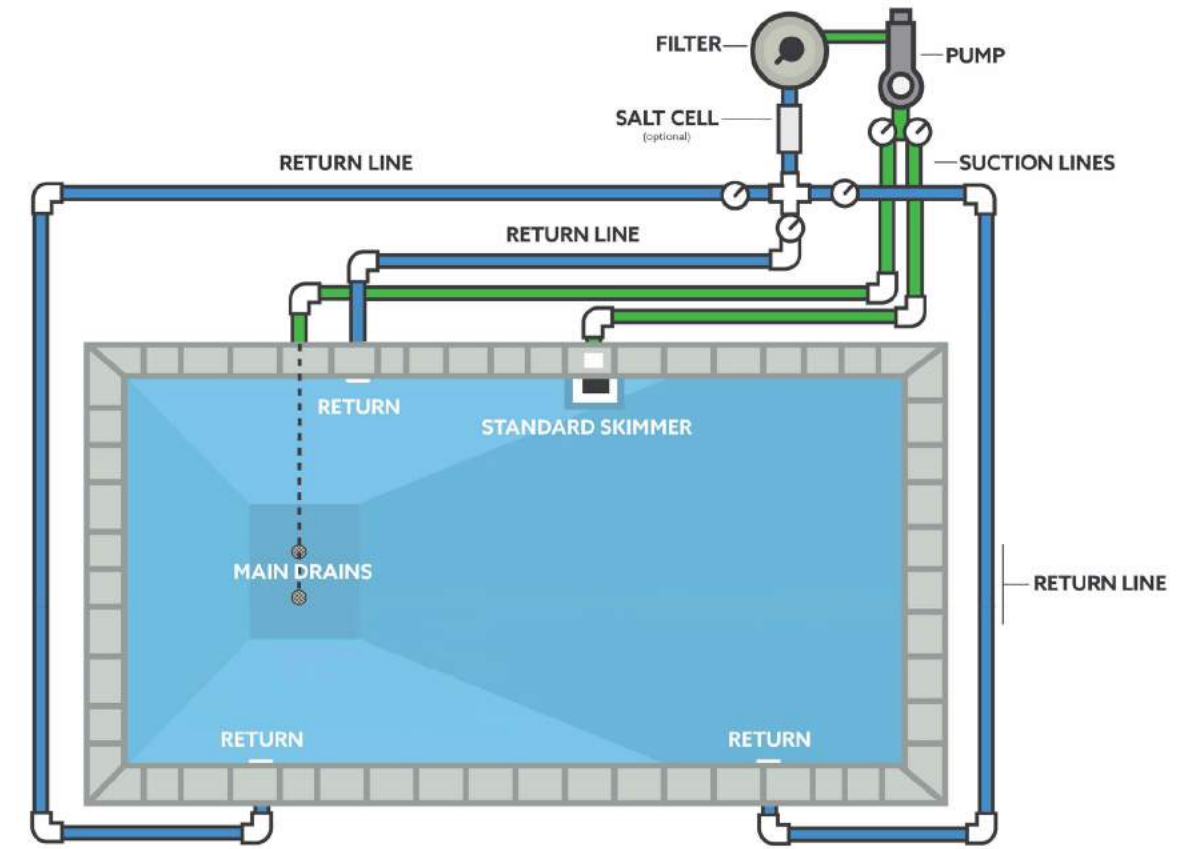 FILTER
PUMP
SALT CELL
(optional)
RETURN LINE
SUCTION LINES
RETURN LINE
RETURN
STANDARD SKIMMER
MAIN DRAINS
RETURN LINE
RETURN
RETURN